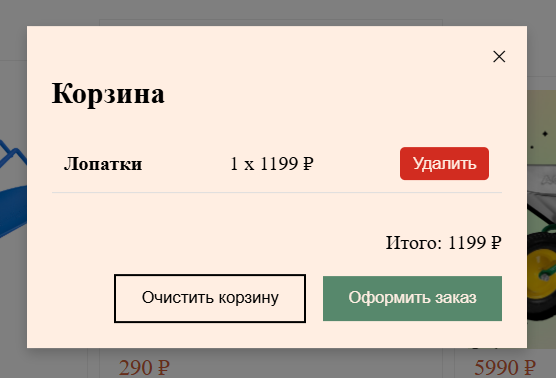 Корзина
Лопатки 1 x 1199 ₽ Удалить
Итого: 1199 ₽
Очистить корзину Оформить заказ
290 ₽ 5990 ₽